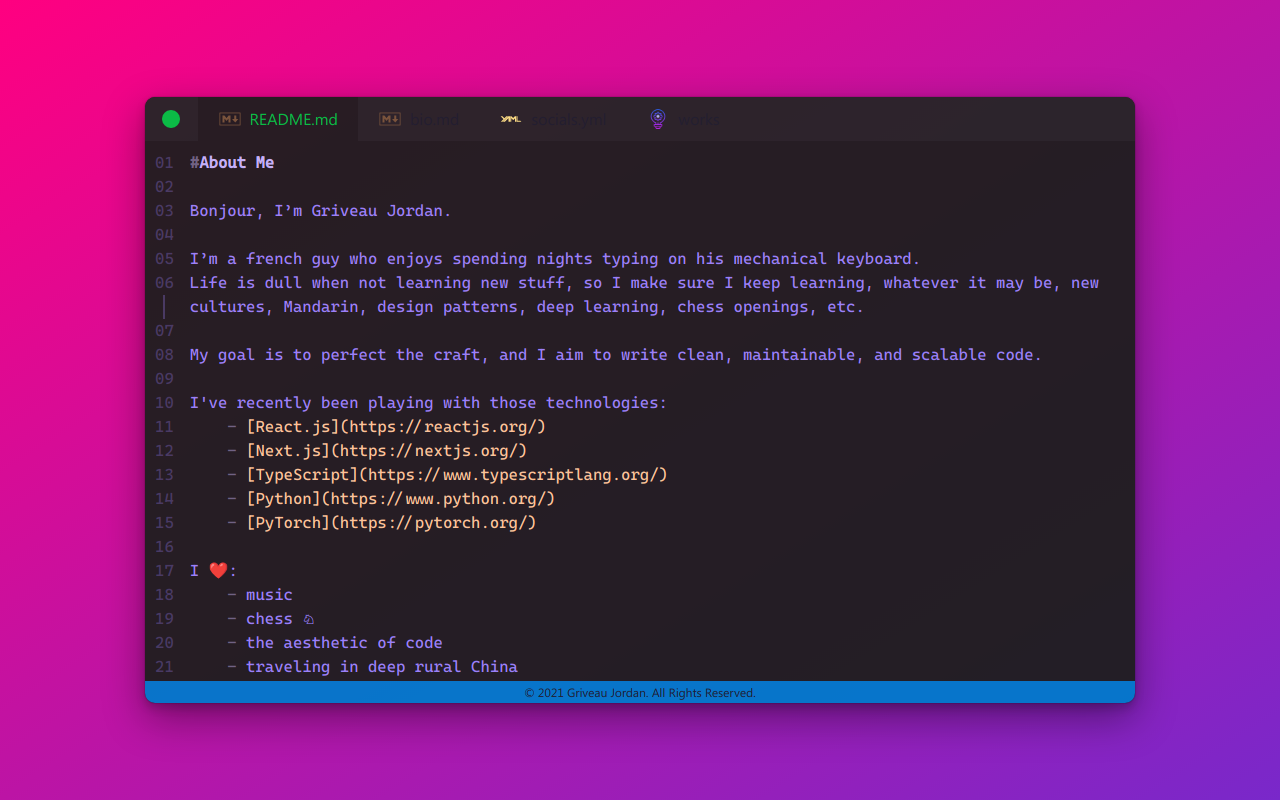 README.md bio.md social.yml works
01 #About Me
02
03 Bonjour, I’m Griveau Jordan.
04
05 I’m a french guy who enjoys spending nights typing on his mechanical keyboard.
06 Life is dull when not learning new stuff, so I make sure I keep learning, whatever it may be, new
cultures, Mandarin, design patterns, deep learning, chess openings, etc.
07
08 My goal is to perfect the craft, and I aim to write clean, maintainable, and scalable code.
09
10 I've recently been playing with those technologies:
11 - [React.js](https://reactjs.org/)
12 - [Next.js](https://nextjs.org/)
13 - [TypeScript](https://www.typescriptlang.org/)
14 - [Python](https://www.python.org/)
15 - [PyTorch](https://pytorch.org/)
16
17 I ❤️:
18 - music
19 - chess ♘
20 - the aesthetic of code
21 - traveling in deep rural China
© 2021 Griveau Jordan. All Rights Reserved.